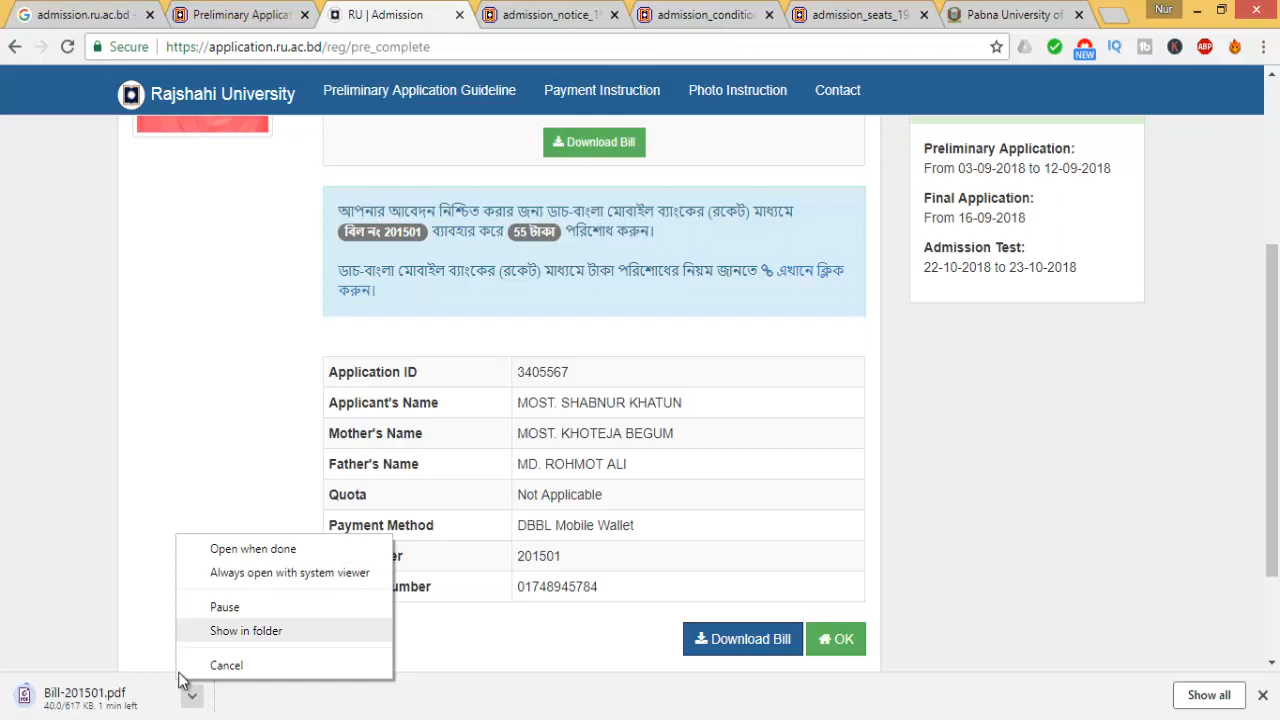 admission.ru.ac.bd -
Preliminary Applicat
RU | Admission
admission_notice_19
admission_conditio
admission_seats_19-
Pabna University of
Nur
Secure
https://application.ru.ac.bd/reg/pre_complete
NEW
IQ
ABP
Rajshahi University
Preliminary Application Guideline
Payment Instruction
Photo Instruction
Contact
Download Bill
আপনার আবেদন নিশ্চিত করার জন্য ডাচ-বাংলা মোবাইল ব্যাংকের (রকেট) মাধ্যমে
বিল নং 201501 ব্যাবহার করে 55 টাকা পরিশোধ করুন।
ডাচ-বাংলা মোবাইল ব্যাংকের (রকেট) মাধ্যমে টাকা পরিশোধের নিয়ম জানতে এখানে ক্লিক
করুন।
Preliminary Application:
From 03-09-2018 to 12-09-2018
Final Application:
From 16-09-2018
Admission Test:
22-10-2018 to 23-10-2018
Application ID 3405567
Applicant's Name MOST. SHABNUR KHATUN
Mother's Name MOST. KHOTEJA BEGUM
Father's Name MD. ROHMOT ALI
Quota Not Applicable
Payment Method DBBL Mobile Wallet
er 201501
umber 01748945784
Open when done
Always open with system viewer
Pause
Show in folder
Cancel
Download Bill
OK
Bill-201501.pdf
40.0/617 KB, 1 min left
Show all